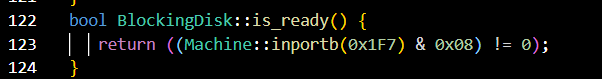 122 bool BlockingDisk::is_ready() {
123 return ((Machine::inportb(0x1F7) & 0x08) != 0);
124 }